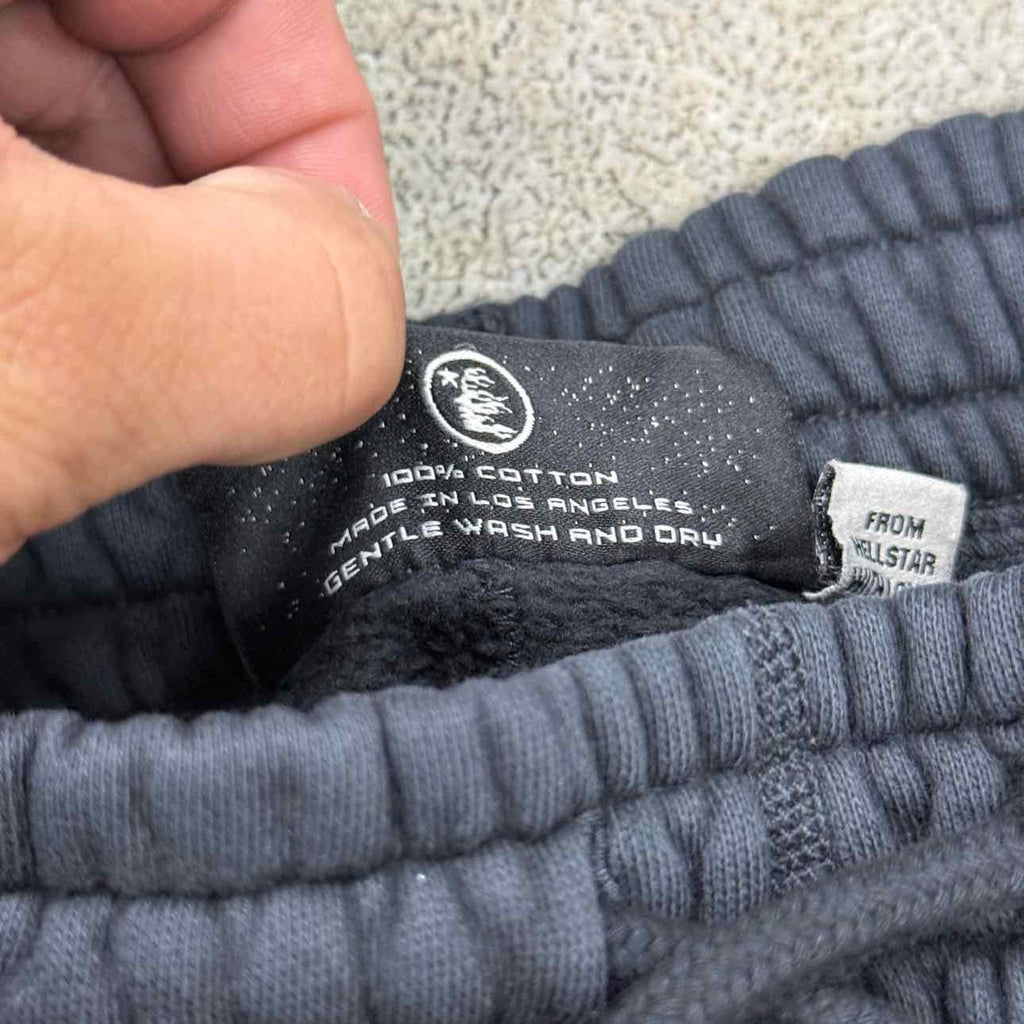 100% COTTON
MADE IN LOS ANGELES
GENTLE WASH AND DRY
FROM
HELLSTAR